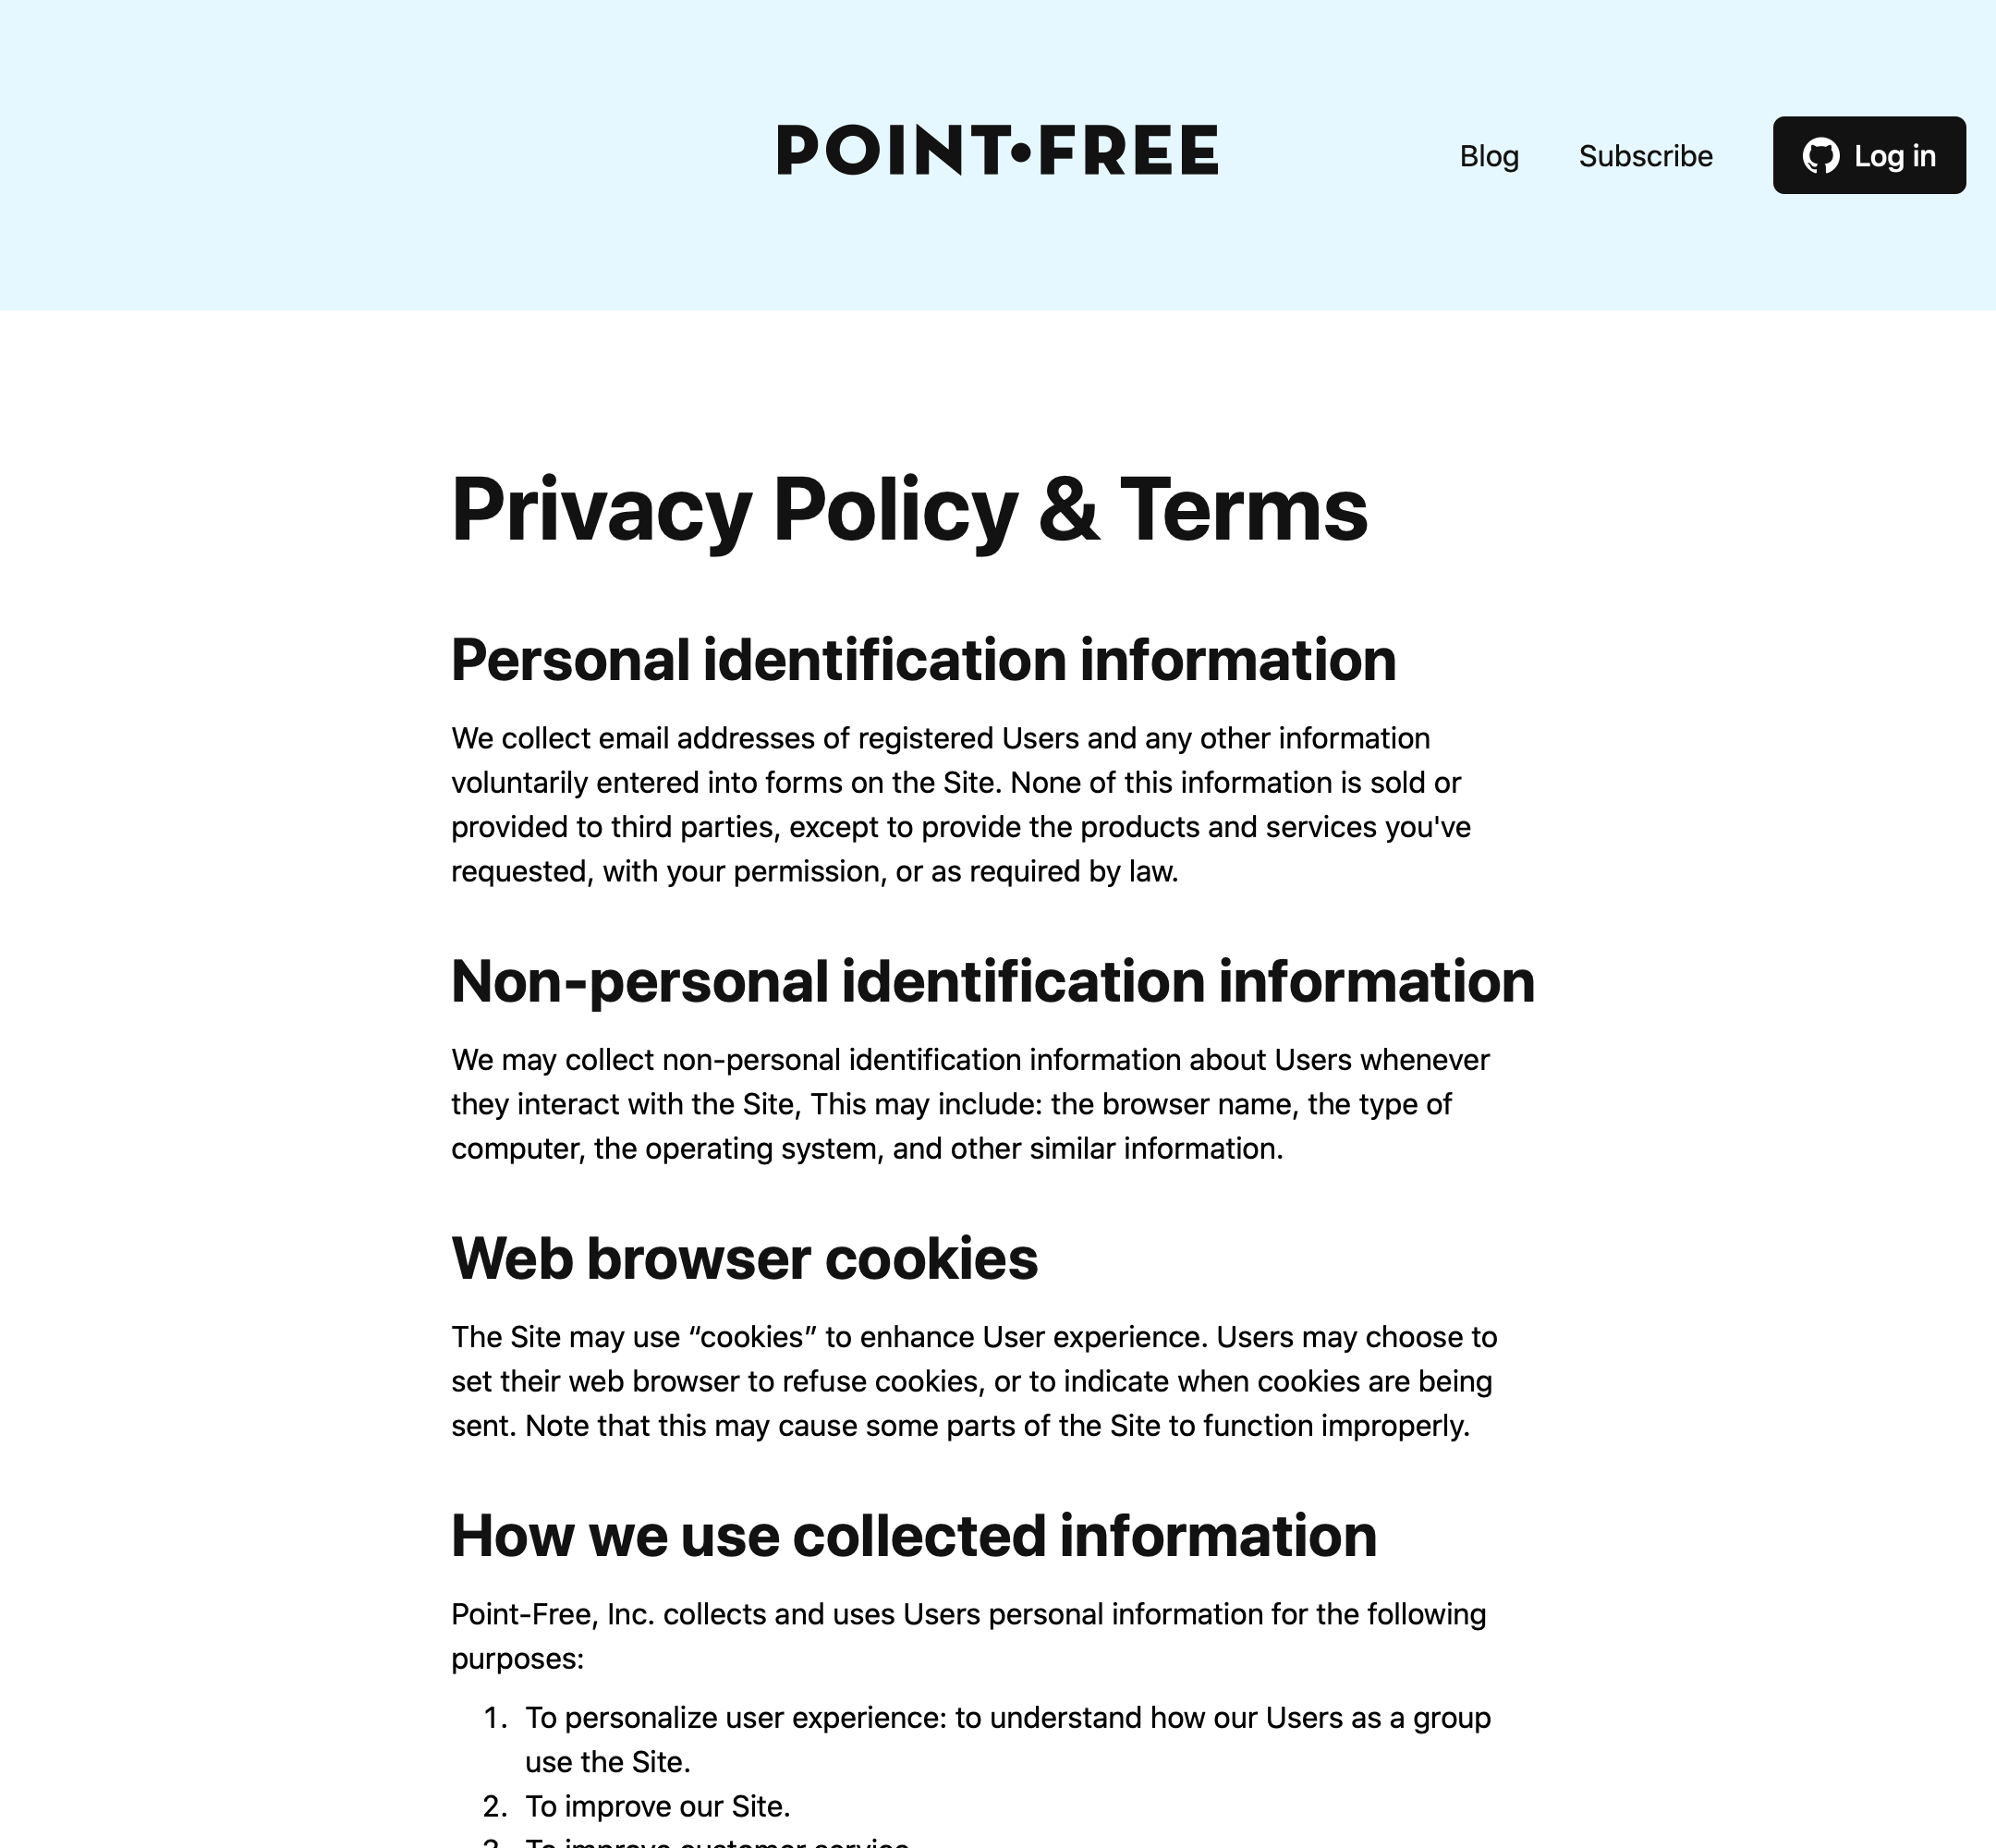 POINT•FREE
Blog
Subscribe
Log in
Privacy Policy & Terms
Personal identification information
We collect email addresses of registered Users and any other information
voluntarily entered into forms on the Site. None of this information is sold or
provided to third parties, except to provide the products and services you've
requested, with your permission, or as required by law.
Non-personal identification information
We may collect non-personal identification information about Users whenever
they interact with the Site, This may include: the browser name, the type of
computer, the operating system, and other similar information.
Web browser cookies
The Site may use “cookies” to enhance User experience. Users may choose to
set their web browser to refuse cookies, or to indicate when cookies are being
sent. Note that this may cause some parts of the Site to function improperly.
How we use collected information
Point-Free, Inc. collects and uses Users personal information for the following
purposes:
1. To personalize user experience: to understand how our Users as a group
use the Site.
2. To improve our Site.
3. To improve customer service.